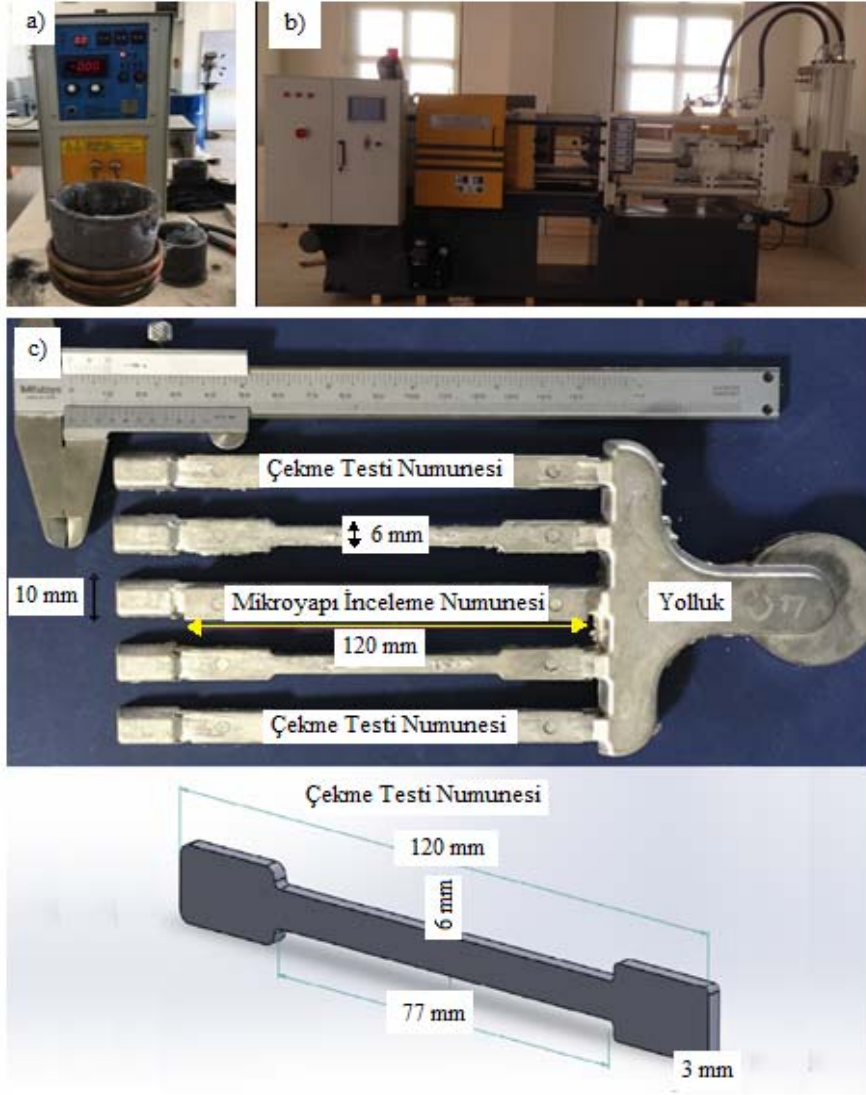 a)
b)
c)
Mitutoyo
Çekme Testi Numunesi
6 mm
10 mm
Mikroyapı İnceleme Numunesi
Yolluk
120 mm
Çekme Testi Numunesi
Çekme Testi Numunesi
120 mm
6 mm
77 mm
3 mm